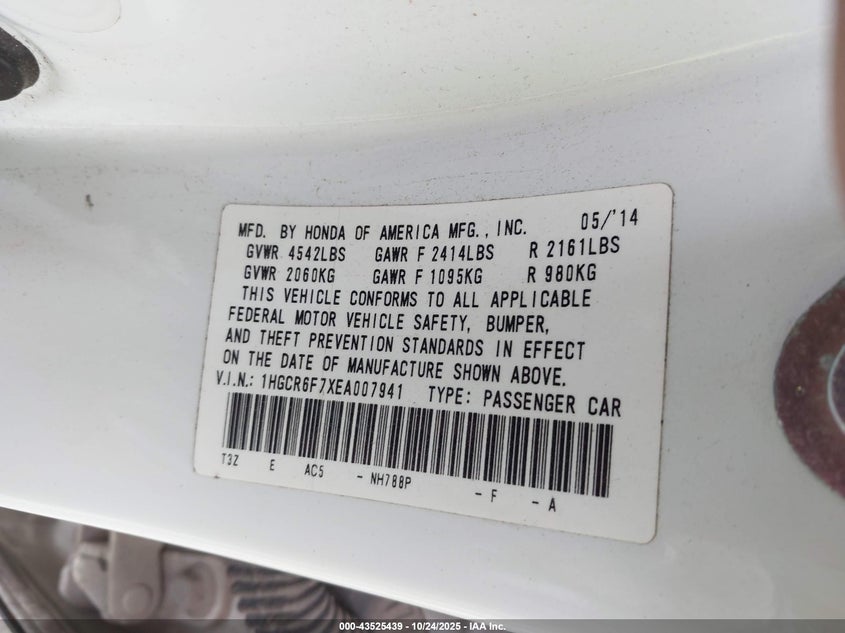 MFD. BY HONDA OF AMERICA MFG., INC. 05/'14
GVWR 4542LBS GAWR F 2414LBS R 2161LBS
GVWR 2060KG GAWR F 1095KG R 980KG
THIS VEHICLE CONFORMS TO ALL APPLICABLE
FEDERAL MOTOR VEHICLE SAFETY, BUMPER,
AND THEFT PREVENTION STANDARDS IN EFFECT
ON THE DATE OF MANUFACTURE SHOWN ABOVE.
V.I.N.: 1HGCR6F7XEA007941 TYPE: PASSENGER CAR
T3Z E AC5 - NH788P - F - A
000-43525439 - 10/24/2025 - IAA Inc.